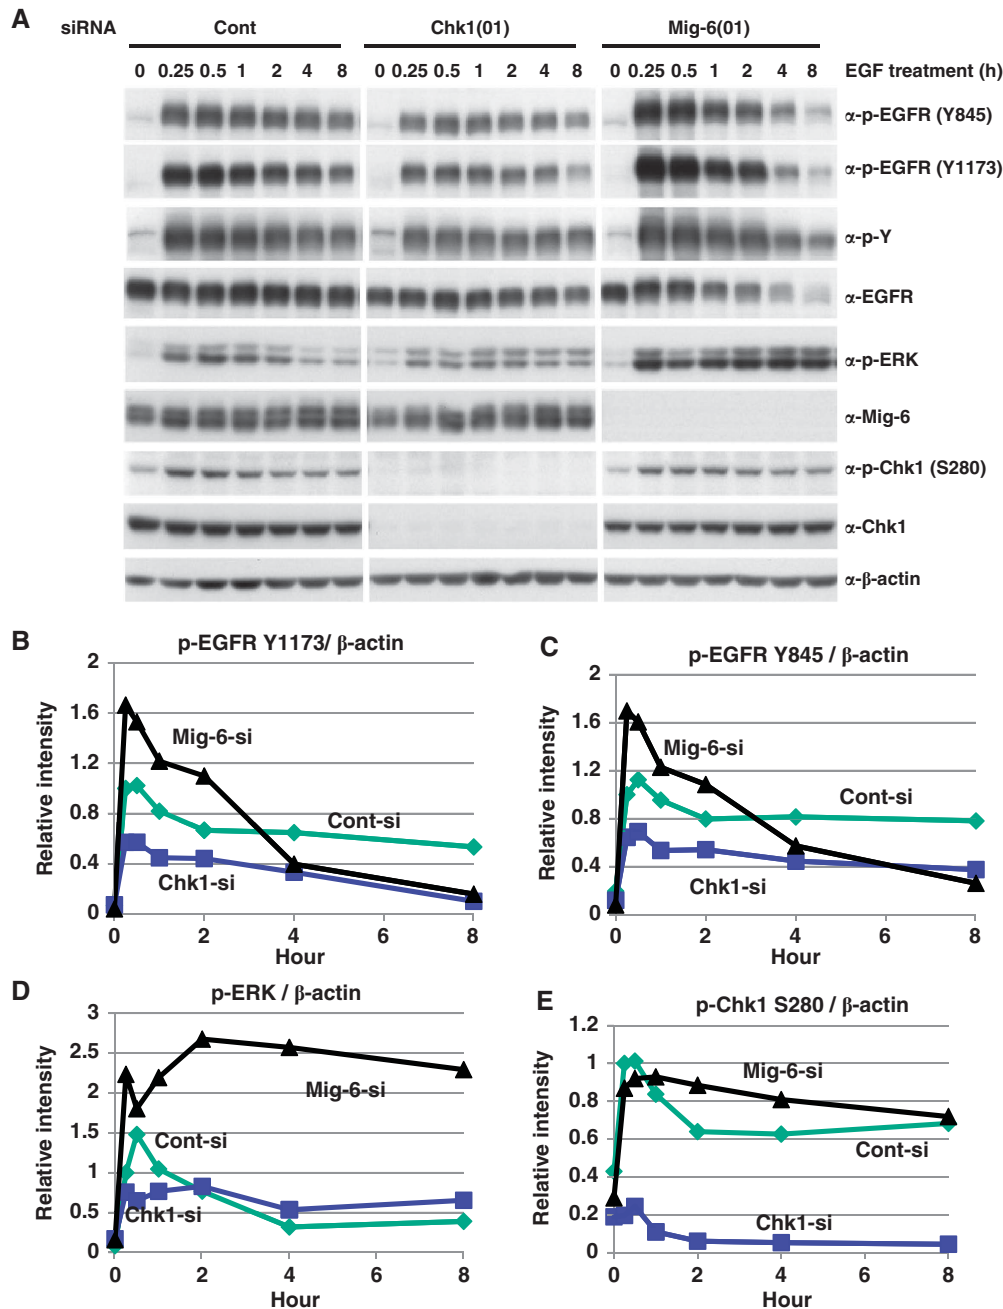 A
siRNA Cont Chk1(01) Mig-6(01)
0 0.25 0.5 1 2 4 8 0 0.25 0.5 1 2 4 8 0 0.25 0.5 1 2 4 8 EGF treatment (h)
α-p-EGFR (Y845)
α-p-EGFR (Y1173)
α-p-Y
α-EGFR
α-p-ERK
α-Mig-6
α-p-Chk1 (S280)
α-Chk1
α-β-actin
B
p-EGFR Y1173/ β-actin
Relative intensity
2
1.6
1.2
0.8
0.4
0
Mig-6-si
Cont-si
Chk1-si
0 2 4 6 8
Hour
C
p-EGFR Y845 / β-actin
Relative intensity
2
1.6
1.2
0.8
0.4
0
Mig-6-si
Cont-si
Chk1-si
0 2 4 6 8
Hour
D
p-ERK / β-actin
Relative intensity
3
2.5
2
1.5
1
0.5
0
Mig-6-si
Cont-si
Chk1-si
0 2 4 6 8
Hour
E
p-Chk1 S280 / β-actin
Relative intensity
1.2
1
0.8
0.6
0.4
0.2
0
Mig-6-si
Cont-si
Chk1-si
0 2 4 6 8
Hour